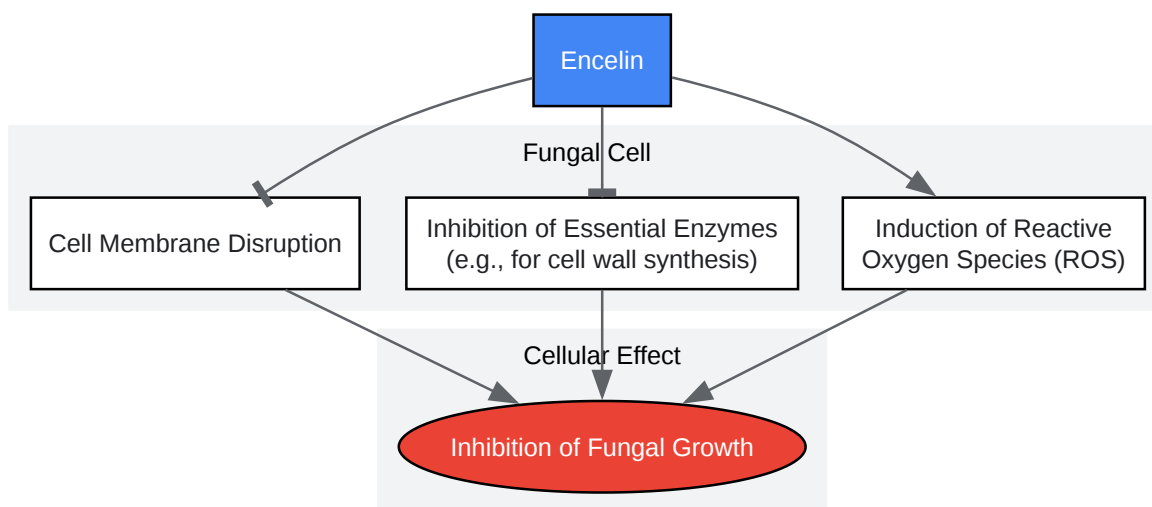 Encelin
Fungal Cell
Cell Membrane Disruption
Inhibition of Essential Enzymes
(e.g., for cell wall synthesis)
Induction of Reactive
Oxygen Species (ROS)
Cellular Effect
Inhibition of Fungal Growth